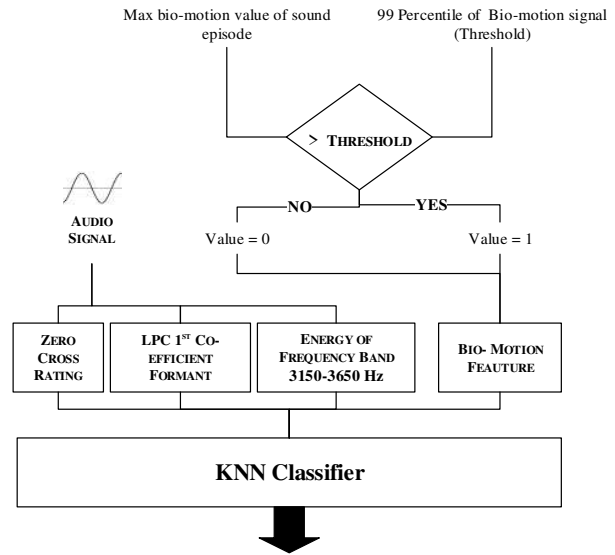 Max bio-motion value of sound
episode
99 Percentile of Bio-motion signal
(Threshold)
> THRESHOLD
NO
YES
Value = 0
Value = 1
AUDIO
SIGNAL
ZERO
CROSS
RATING
LPC 1ST CO-
EFFICIENT
FORMANT
ENERGY OF
FREQUENCY BAND
3150-3650 Hz
BIO- MOTION
FEAUTURE
KNN Classifier